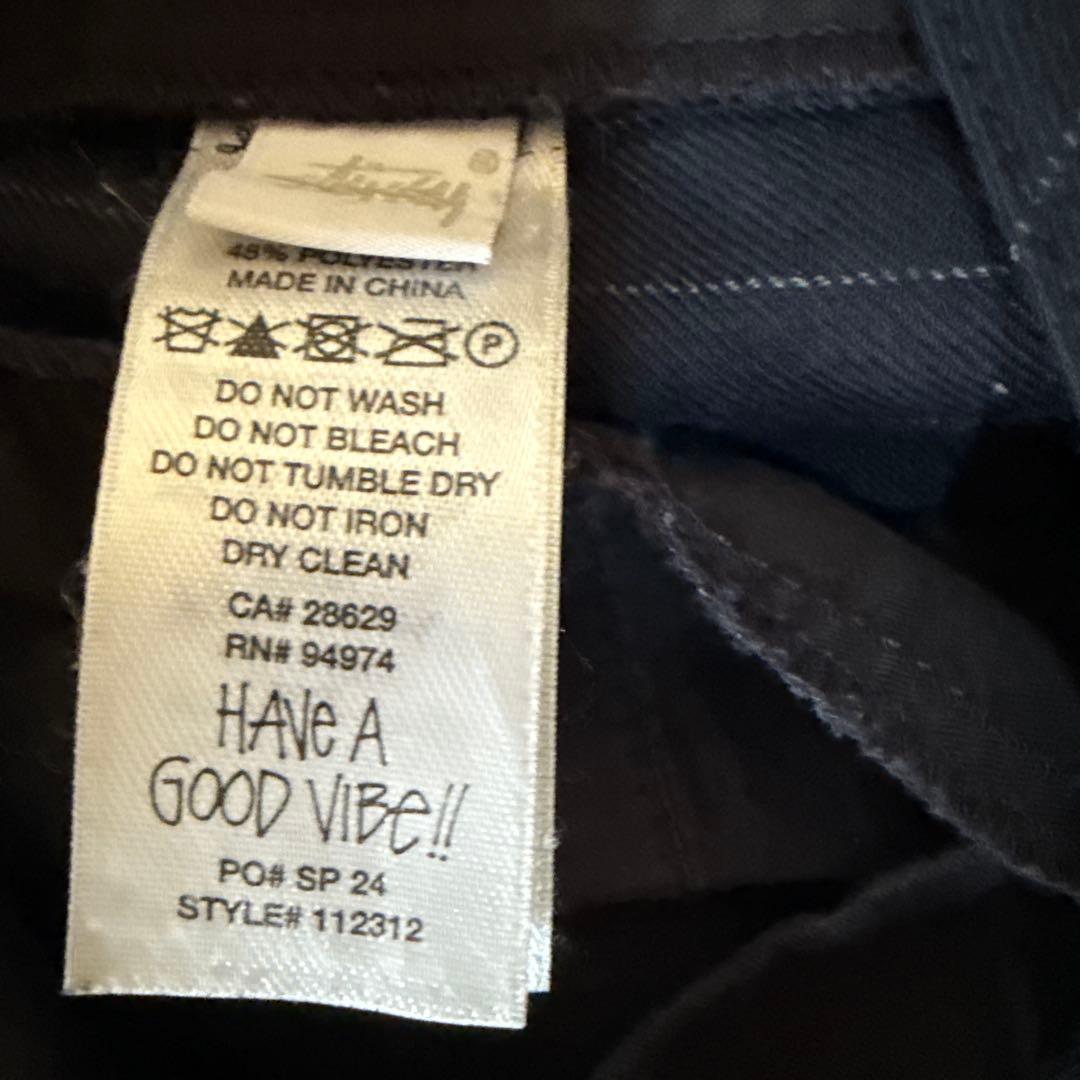 Stüssy
®
48% POLYESTER
MADE IN CHINA
P
DO NOT WASH
DO NOT BLEACH
DO NOT TUMBLE DRY
DO NOT IRON
DRY CLEAN
CA# 28629
RN# 94974
HAVe A
GOOD VIBe!!
PO# SP 24
STYLE# 112312